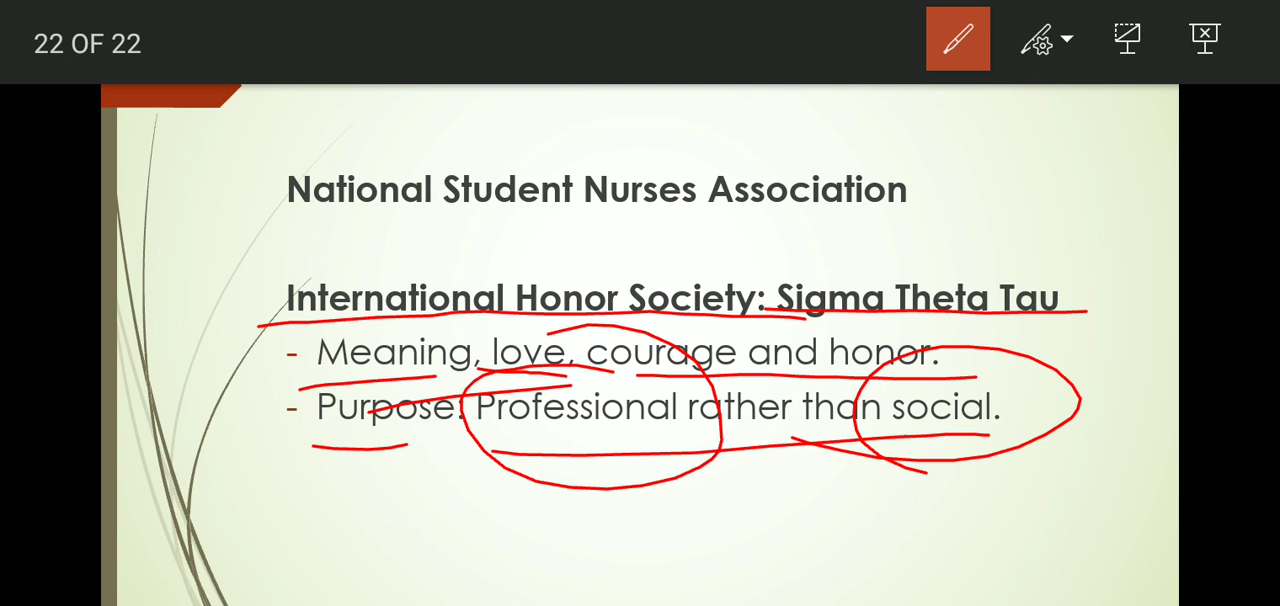 22 OF 22
National Student Nurses Association
International Honor Society: Sigma Theta Tau
- Meaning, love, courage and honor.
- Purpose: Professional rather than social.